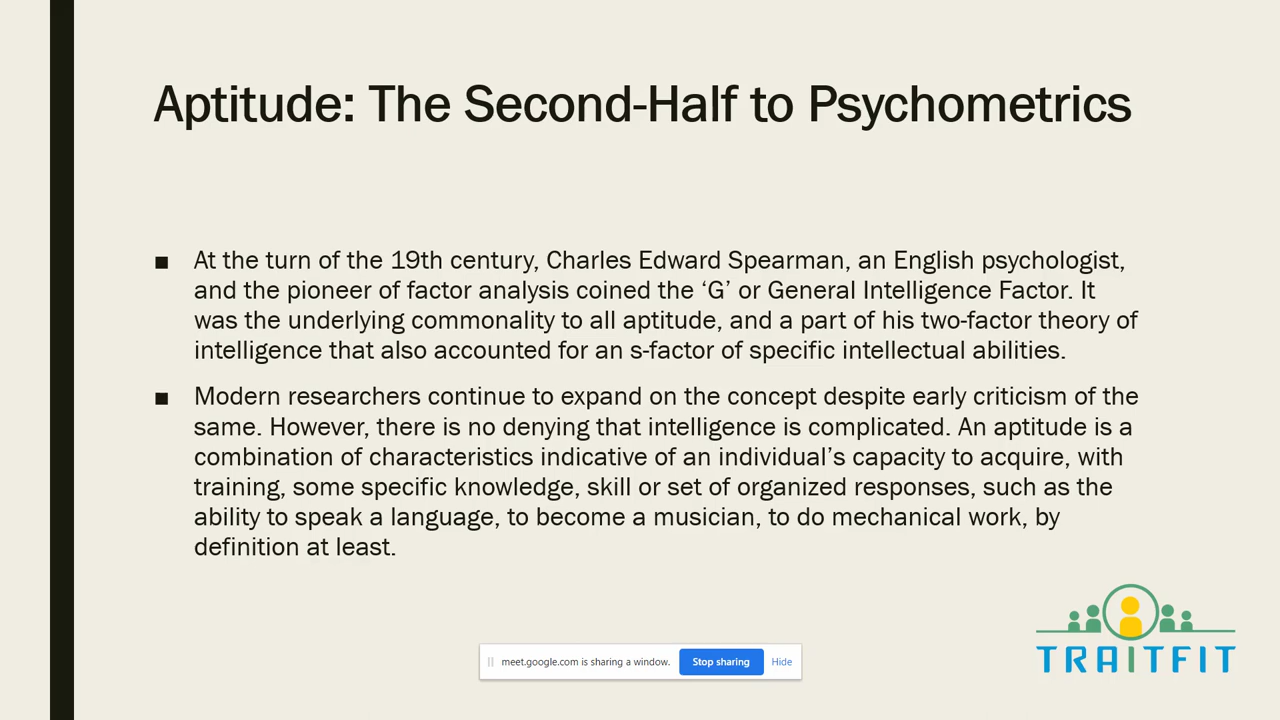 Aptitude: The Second-Half to Psychometrics
■ At the turn of the 19th century, Charles Edward Spearman, an English psychologist,
and the pioneer of factor analysis coined the ‘G’ or General Intelligence Factor. It
was the underlying commonality to all aptitude, and a part of his two-factor theory of
intelligence that also accounted for an s-factor of specific intellectual abilities.
■ Modern researchers continue to expand on the concept despite early criticism of the
same. However, there is no denying that intelligence is complicated. An aptitude is a
combination of characteristics indicative of an individual’s capacity to acquire, with
training, some specific knowledge, skill or set of organized responses, such as the
ability to speak a language, to become a musician, to do mechanical work, by
definition at least.
meet.google.com is sharing a window. Stop sharing Hide
TRAITFIT